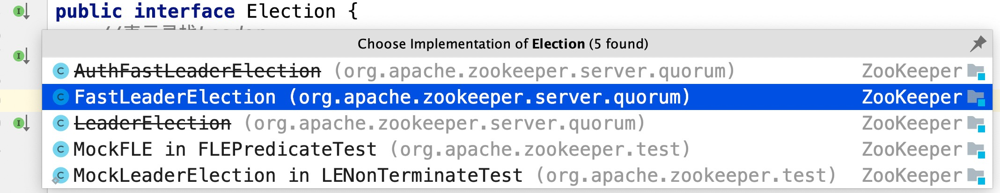 public interface Election {
Choose Implementation of Election (5 found)
AuthFastLeaderElection (org.apache.zookeeper.server.quorum) ZooKeeper
FastLeaderElection (org.apache.zookeeper.server.quorum) ZooKeeper
LeaderElection (org.apache.zookeeper.server.quorum) ZooKeeper
MockFLE in FLEPredicateTest (org.apache.zookeeper.test) ZooKeeper
MockLeaderElection in LENonTerminateTest (org.apache.zookeeper.test) ZooKeeper